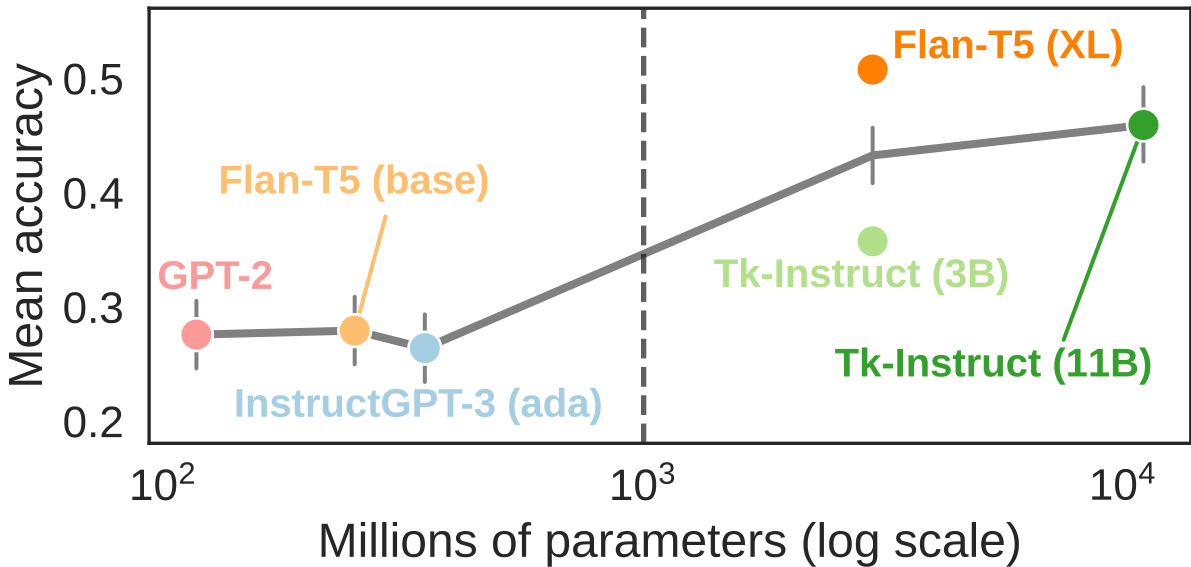 Mean accuracy
0.5
0.4
0.3
0.2
Flan-T5 (XL)
Flan-T5 (base)
GPT-2
Tk-Instruct (3B)
Tk-Instruct (11B)
InstructGPT-3 (ada)
10²
10³
10⁴
Millions of parameters (log scale)